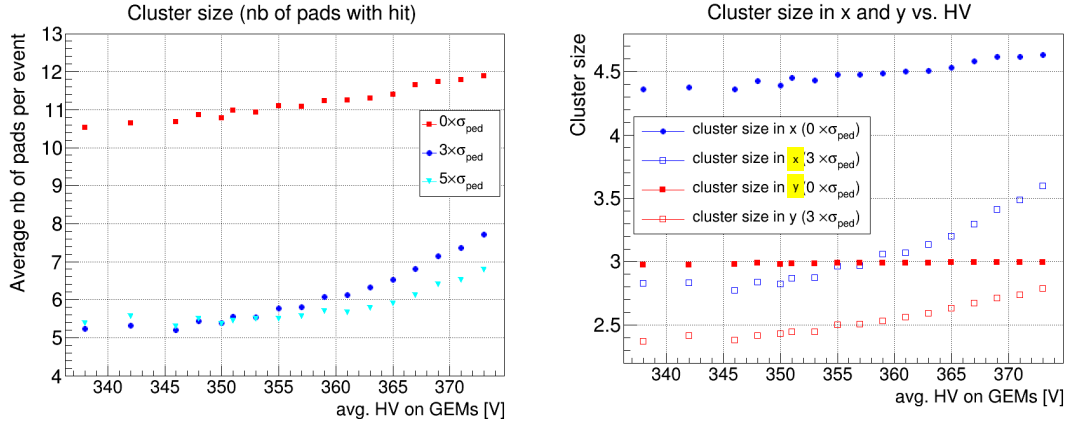 Cluster size (nb of pads with hit)
Average nb of pads per event
13
12
11
10
9
8
7
6
5
4
0×σped
3×σped
5×σped
340 345 350 355 360 365 370
avg. HV on GEMs [V]
Cluster size in x and y vs. HV
Cluster size
4.5
4
3.5
3
2.5
cluster size in x (0 ×σped)
cluster size in x (3 ×σped)
cluster size in y (0 ×σped)
cluster size in y (3 ×σped)
340 345 350 355 360 365 370
avg. HV on GEMs [V]